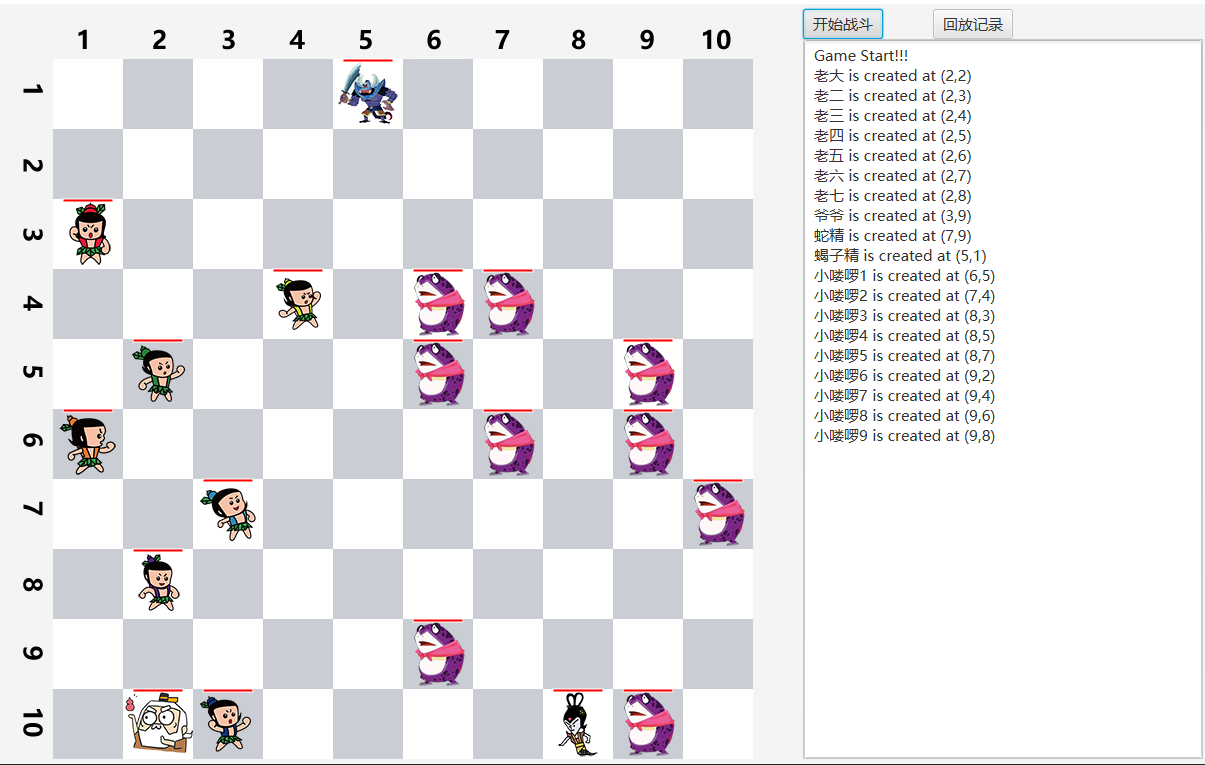 1 2 3 4 5 6 7 8 9 10
1
2
3
4
5
6
7
8
9
10
开始战斗
回放记录
Game Start!!!
老大 is created at (2,2)
老二 is created at (2,3)
老三 is created at (2,4)
老四 is created at (2,5)
老五 is created at (2,6)
老六 is created at (2,7)
老七 is created at (2,8)
爷爷 is created at (3,9)
蛇精 is created at (7,9)
蝎子精 is created at (5,1)
小喽啰1 is created at (6,5)
小喽啰2 is created at (7,4)
小喽啰3 is created at (8,3)
小喽啰4 is created at (8,5)
小喽啰5 is created at (8,7)
小喽啰6 is created at (9,2)
小喽啰7 is created at (9,4)
小喽啰8 is created at (9,6)
小喽啰9 is created at (9,8)